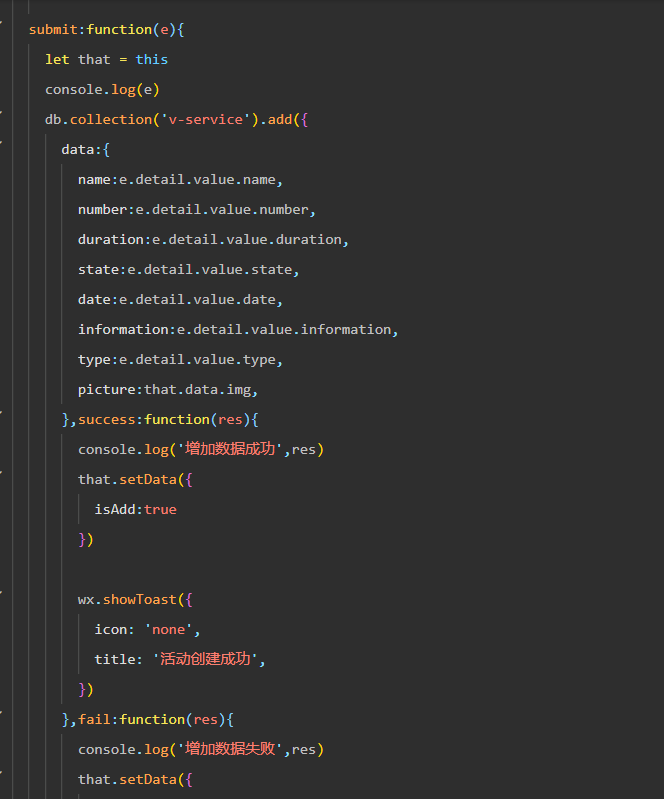 submit:function(e){
let that = this
console.log(e)
db.collection('v-service').add({
data:{
name:e.detail.value.name,
number:e.detail.value.number,
duration:e.detail.value.duration,
state:e.detail.value.state,
date:e.detail.value.date,
information:e.detail.value.information,
type:e.detail.value.type,
picture:that.data.img,
},success:function(res){
console.log('增加数据成功',res)
that.setData({
isAdd:true
})
wx.showToast({
icon: 'none',
title: '活动创建成功',
})
},fail:function(res){
console.log('增加数据失败',res)
that.setData({